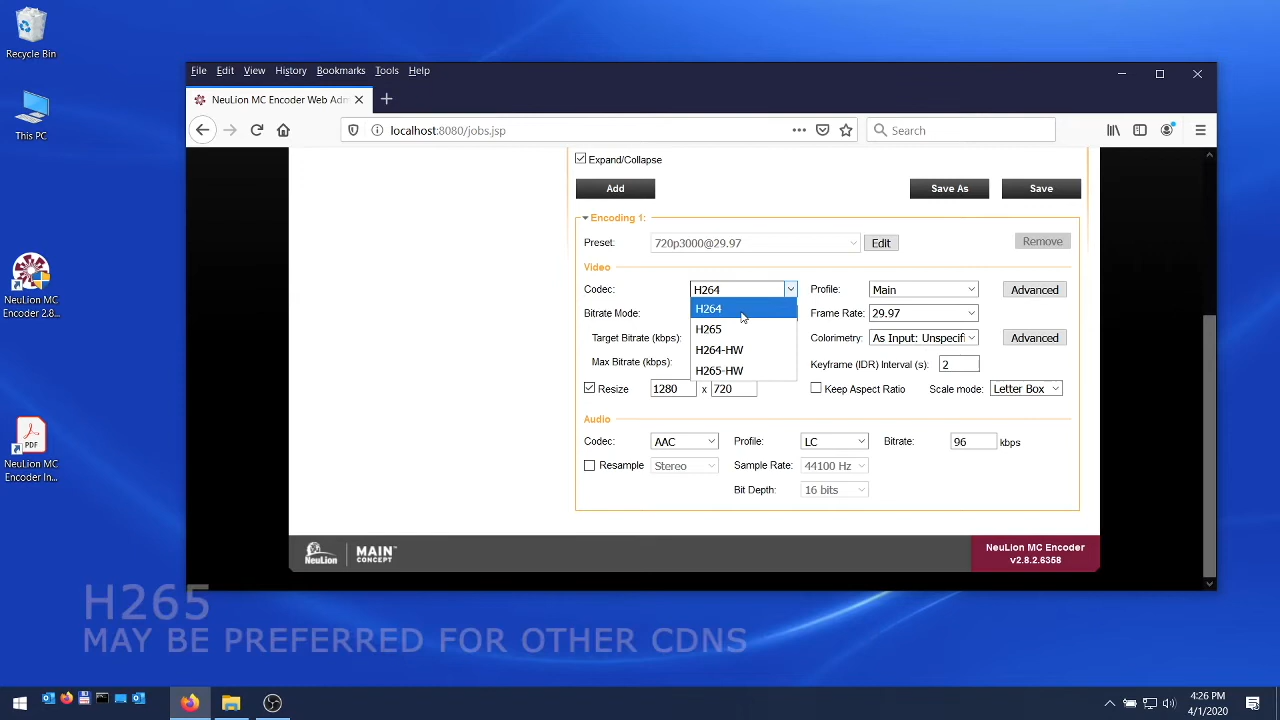 Recycle Bin
This PC
NeuLion MC
Encoder 2.8...
PDF
NeuLion MC
Encoder In...
File Edit View History Bookmarks Tools Help
NeuLion MC Encoder Web Adm
localhost:8080/jobs.jsp
Search
Expand/Collapse
Add Save As Save
Encoding 1:
Preset: 720p3000@29.97 Edit Remove
Video
Codec: H264 Profile: Main Advanced
H264
H265
H264-HW
H265-HW
Bitrate Mode: Frame Rate: 29.97
Target Bitrate (kbps): Colorimetry: As Input: Unspecif Advanced
Max Bitrate (kbps): Keyframe (IDR) Interval (s): 2
Resize 1280 x 720 Keep Aspect Ratio Scale mode: Letter Box
Audio
Codec: AAC Profile: LC Bitrate: 96 kbps
Resample Stereo Sample Rate: 44100 Hz
Bit Depth: 16 bits
NeuLion MAIN CONCEPT
NeuLion MC Encoder
v2.8.2.6358
H265
MAY BE PREFERRED FOR OTHER CDNS
4:26 PM
4/1/2020